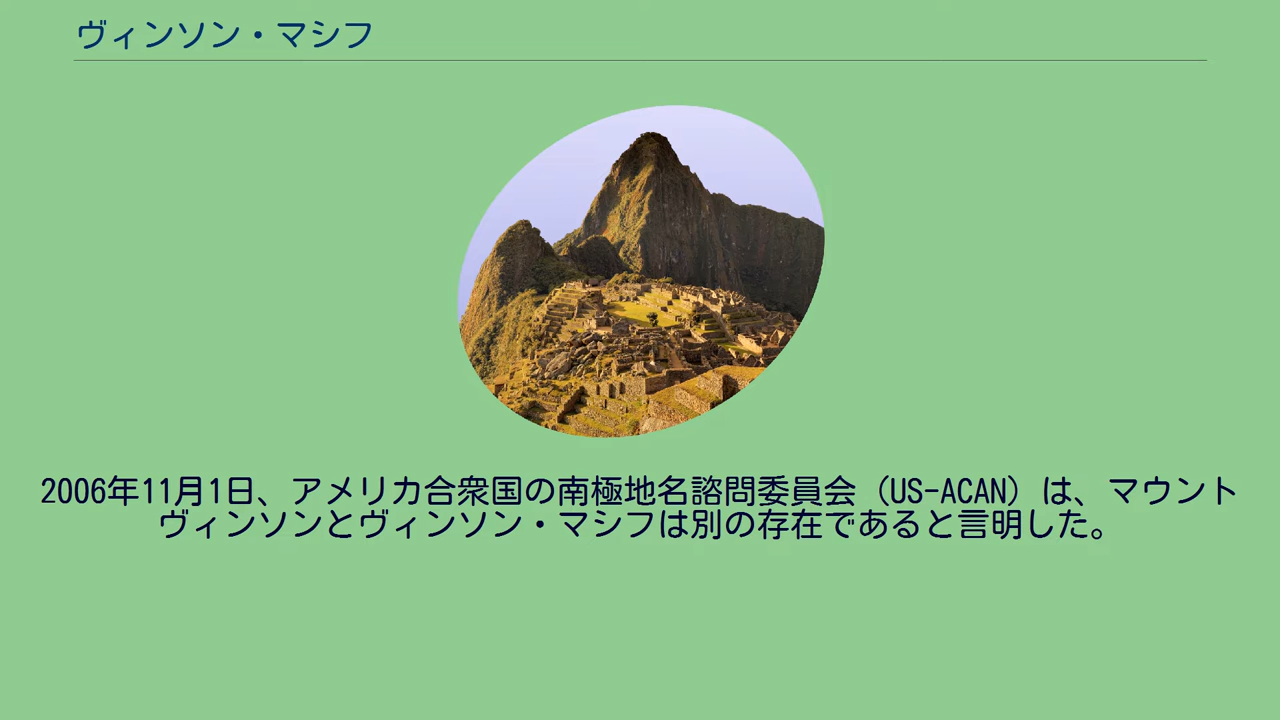 ヴィンソン・マシフ
2006年11月1日、アメリカ合衆国の南極地名諮問委員会（US-ACAN）は、マウント
ヴィンソンとヴィンソン・マシフは別の存在であると言明した。